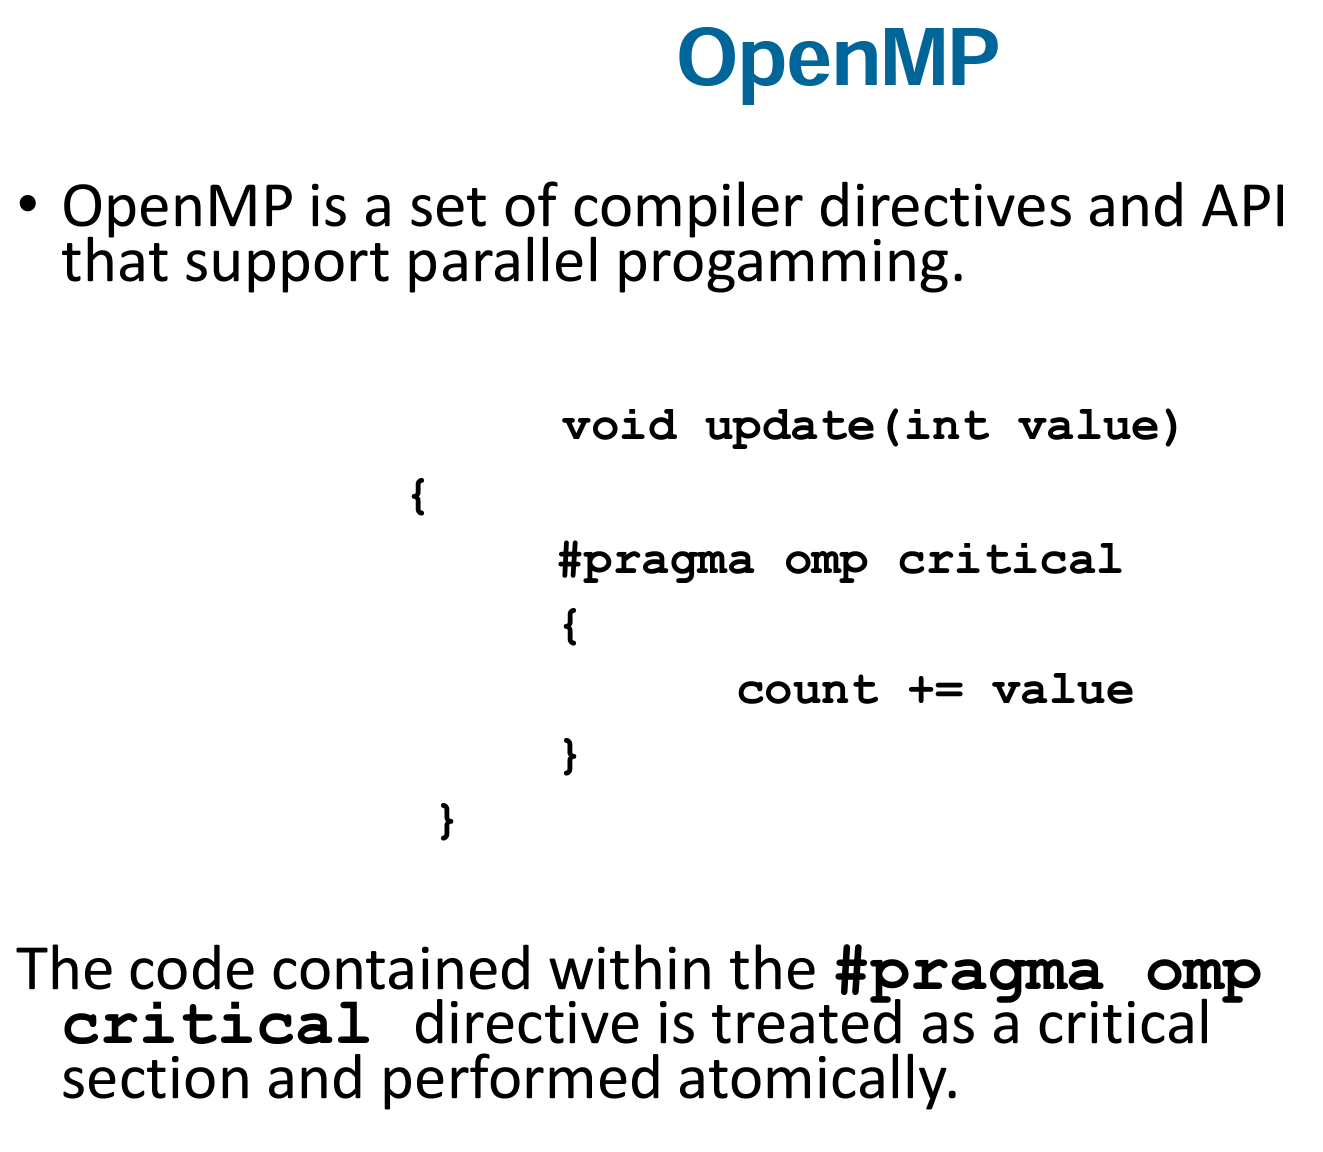 OpenMP
• OpenMP is a set of compiler directives and API
that support parallel progamming.
void update(int value)
{
#pragma omp critical
{
count += value
}
}
The code contained within the #pragma omp
critical directive is treated as a critical
section and performed atomically.